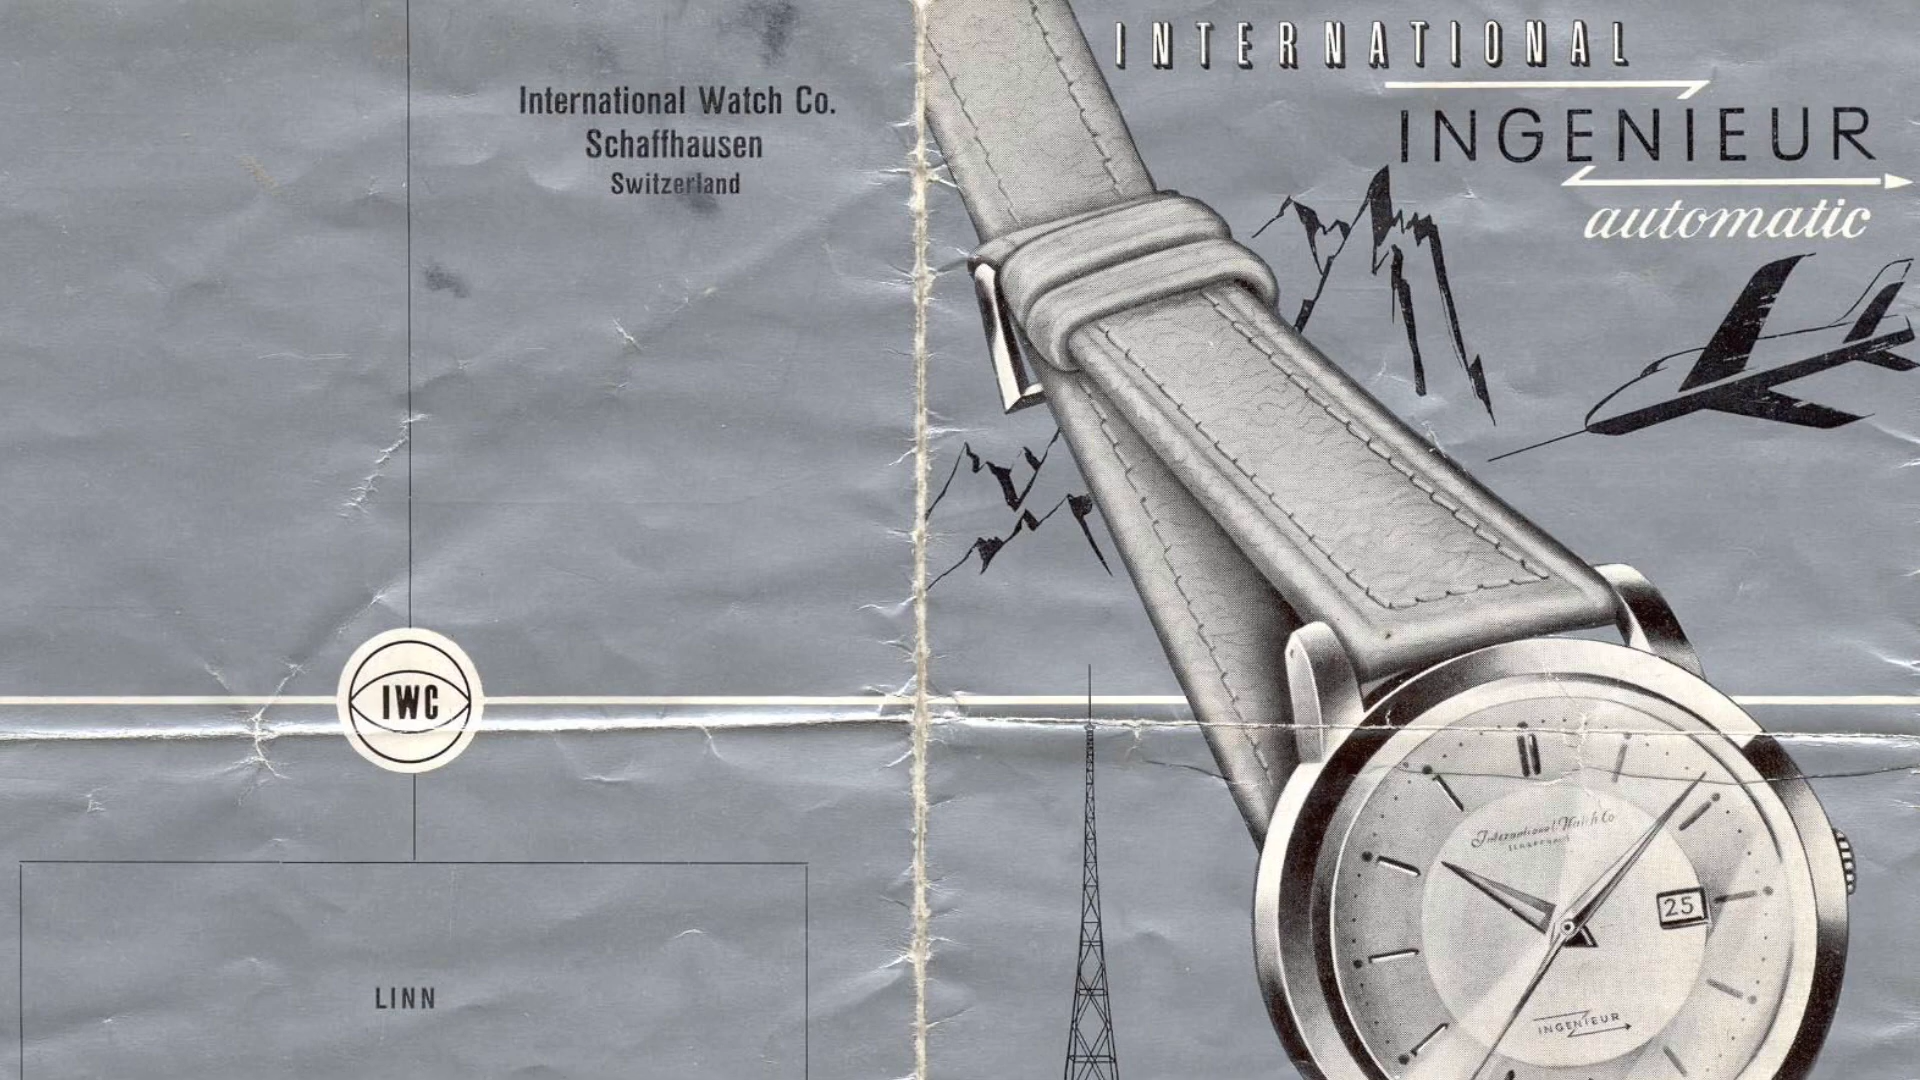 International Watch Co.
Schaffhausen
Switzerland
IWC
LINN
INTERNATIONAL
INGENIEUR
automatic
International Watch Co
25
INGENIEUR